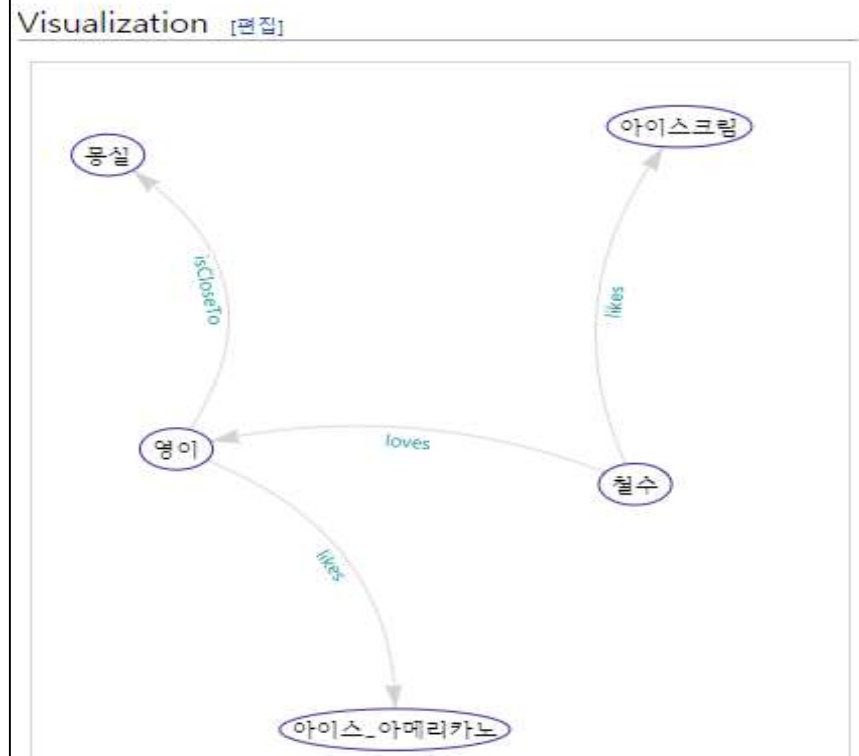 Visualization [편집]
몽실
아이스크림
isCloseTo
likes
영이
loves
철수
likes
아이스_아메리카노